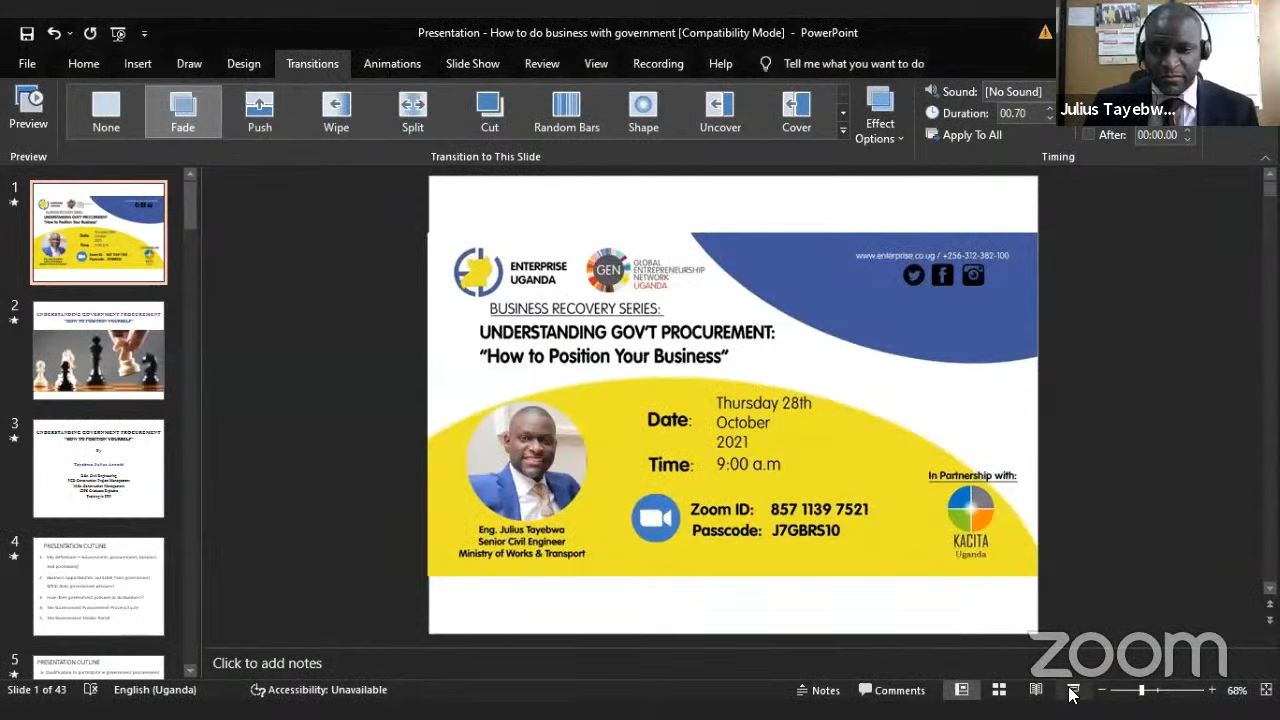 sentation - How to do business with government [Compatibility Mode] - PowerPoint
File Home Insert Draw Design Transitions Anima Slide Show Review View Recording Help Tell me what you want to do
Julius Tayebw...
Preview
None Fade Push Wipe Split Cut Random Bars Shape Uncover Cover
Effect
Options
Sound: [No Sound]
Duration: 00.70
Apply To All
After: 00:00.00
Preview
Transition to This Slide
Timing
1
2
3
4
PRESENTATION OUTLINE
5
PRESENTATION OUTLINE
ENTERPRISE
UGANDA
GEN
GLOBAL
ENTREPRENEURSHIP
NETWORK
UGANDA
www.enterprise.co.ug / +256-312-382-100
BUSINESS RECOVERY SERIES:
UNDERSTANDING GOV'T PROCUREMENT:
"How to Position Your Business"
Date: Thursday 28th
October
2021
Time: 9:00 a.m
Zoom ID: 857 1139 7521
Passcode: J7GBRS10
Eng. Julius Tayebwa
Senior Civil Engineer
Ministry of Works & Transport
In Partnership with:
KACITA
Uganda
zoom
Click to add notes
Slide 1 of 43 English (Uganda) Accessibility: Unavailable Notes Comments 68%